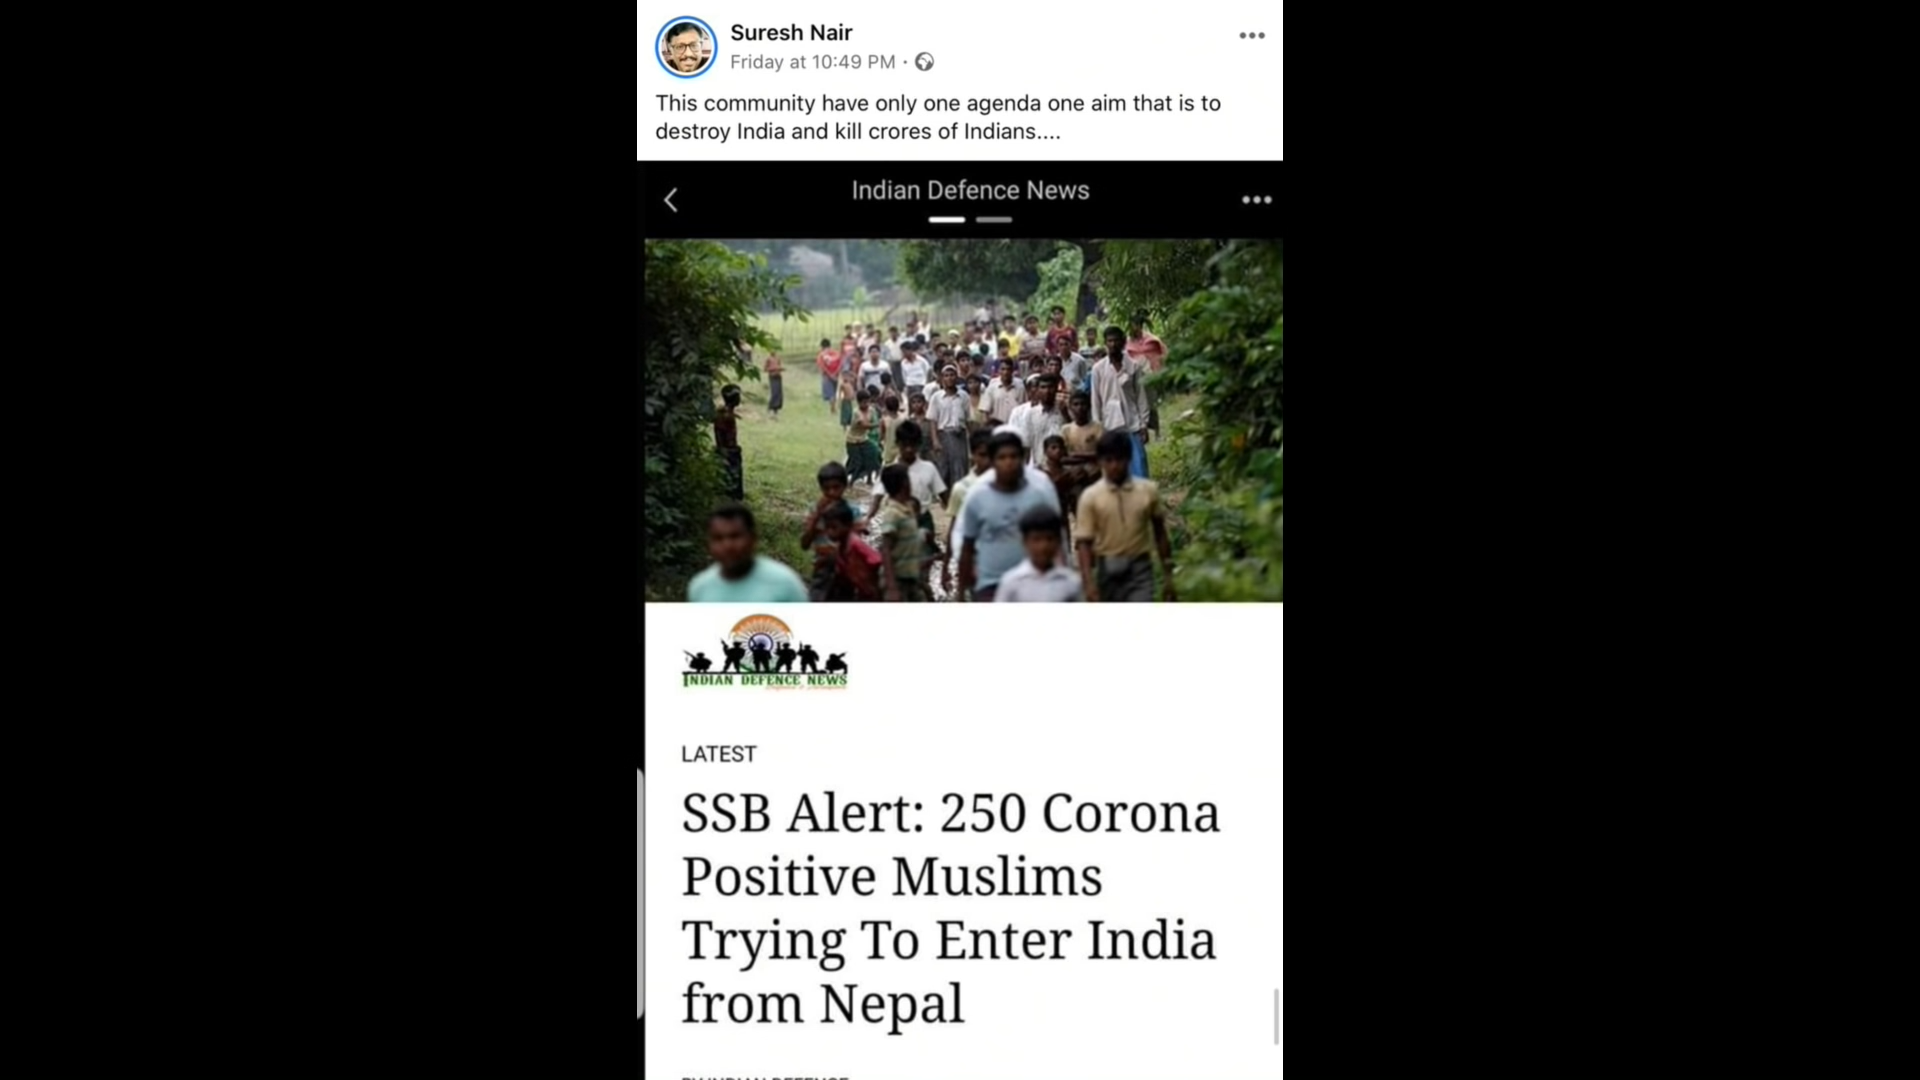 Suresh Nair
Friday at 10:49 PM ·
This community have only one agenda one aim that is to
destroy India and kill crores of Indians....
Indian Defence News
INDIAN DEFENCE NEWS
LATEST
SSB Alert: 250 Corona
Positive Muslims
Trying To Enter India
from Nepal